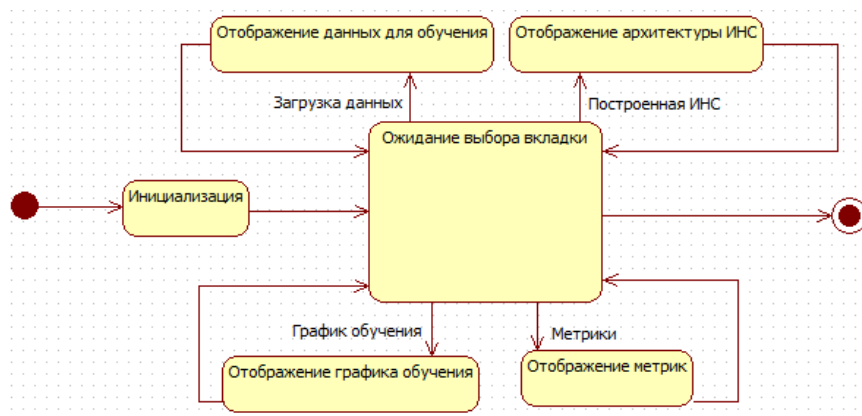 Отображение данных для обучения
Отображение архитектуры ИНС
Загрузка данных
Построенная ИНС
Ожидание выбора вкладки
Инициализация
График обучения
Метрики
Отображение графика обучения
Отображение метрик